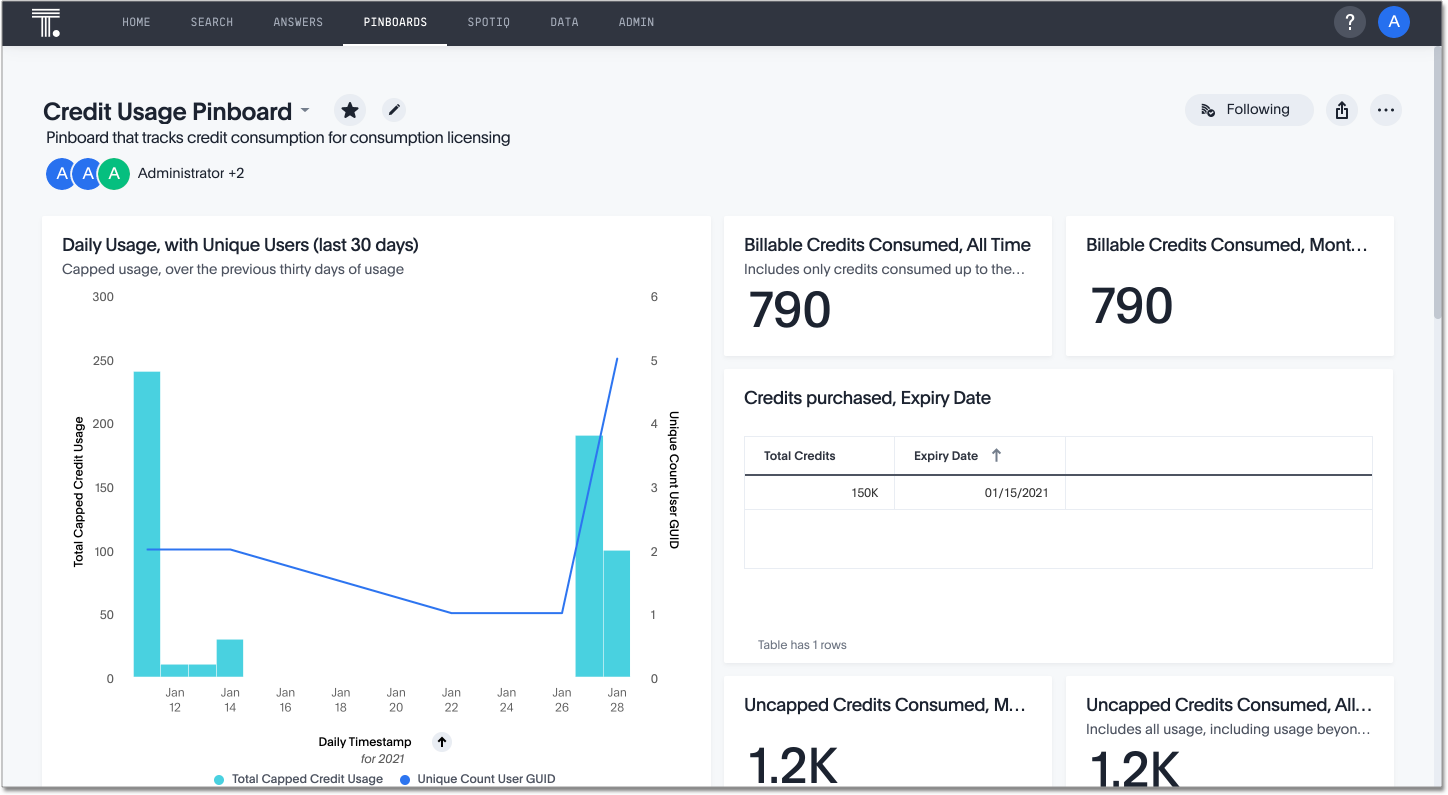 T.
HOME SEARCH ANSWERS PINBOARDS SPOTIQ DATA ADMIN
? A
Credit Usage Pinboard
Following
Pinboard that tracks credit consumption for consumption licensing
A A A Administrator +2
Daily Usage, with Unique Users (last 30 days)
Capped usage, over the previous thirty days of usage
300
250
200
150
100
50
0
Total Capped Credit Usage
6
5
4
3
2
1
0
Unique Count User GUID
Jan Jan Jan Jan Jan Jan Jan Jan Jan
12 14 16 18 20 22 24 26 28
Daily Timestamp
for 2021
Total Capped Credit Usage Unique Count User GUID
Billable Credits Consumed, All Time
Includes only credits consumed up to the…
790
Billable Credits Consumed, Mont…
790
Credits purchased, Expiry Date
Total Credits Expiry Date
150K 01/15/2021
Table has 1 rows
Uncapped Credits Consumed, M…
1.2K
Uncapped Credits Consumed, All…
Includes all usage, including usage beyon…
1.2K